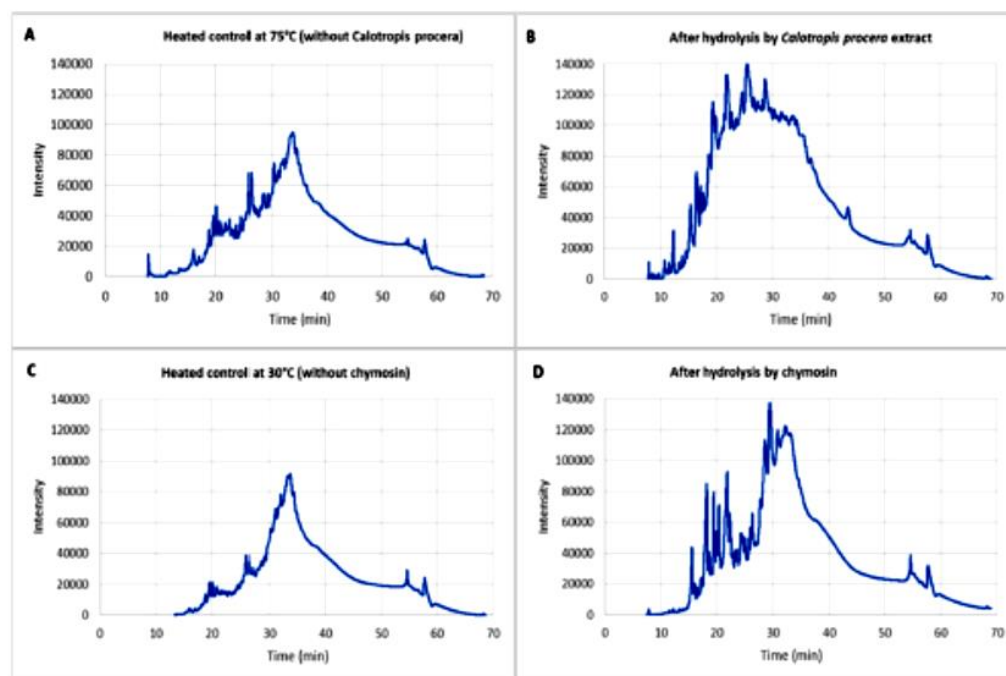 A
Heated control at 75°C (without Calotropis procera)
140000
120000
100000
80000
60000
40000
20000
0
Intensity
0 10 20 30 40 50 60 70
Time (min)
B
After hydrolysis by Calotropis procera extract
140000
120000
100000
80000
60000
40000
20000
0
Intensity
0 10 20 30 40 50 60 70
Time (min)
C
Heated control at 30°C (without chymosin)
140000
120000
100000
80000
60000
40000
20000
0
Intensity
0 10 20 30 40 50 60 70
Time (min)
D
After hydrolysis by chymosin
140000
120000
100000
80000
60000
40000
20000
0
Intensity
0 10 20 30 40 50 60 70
Time (min)